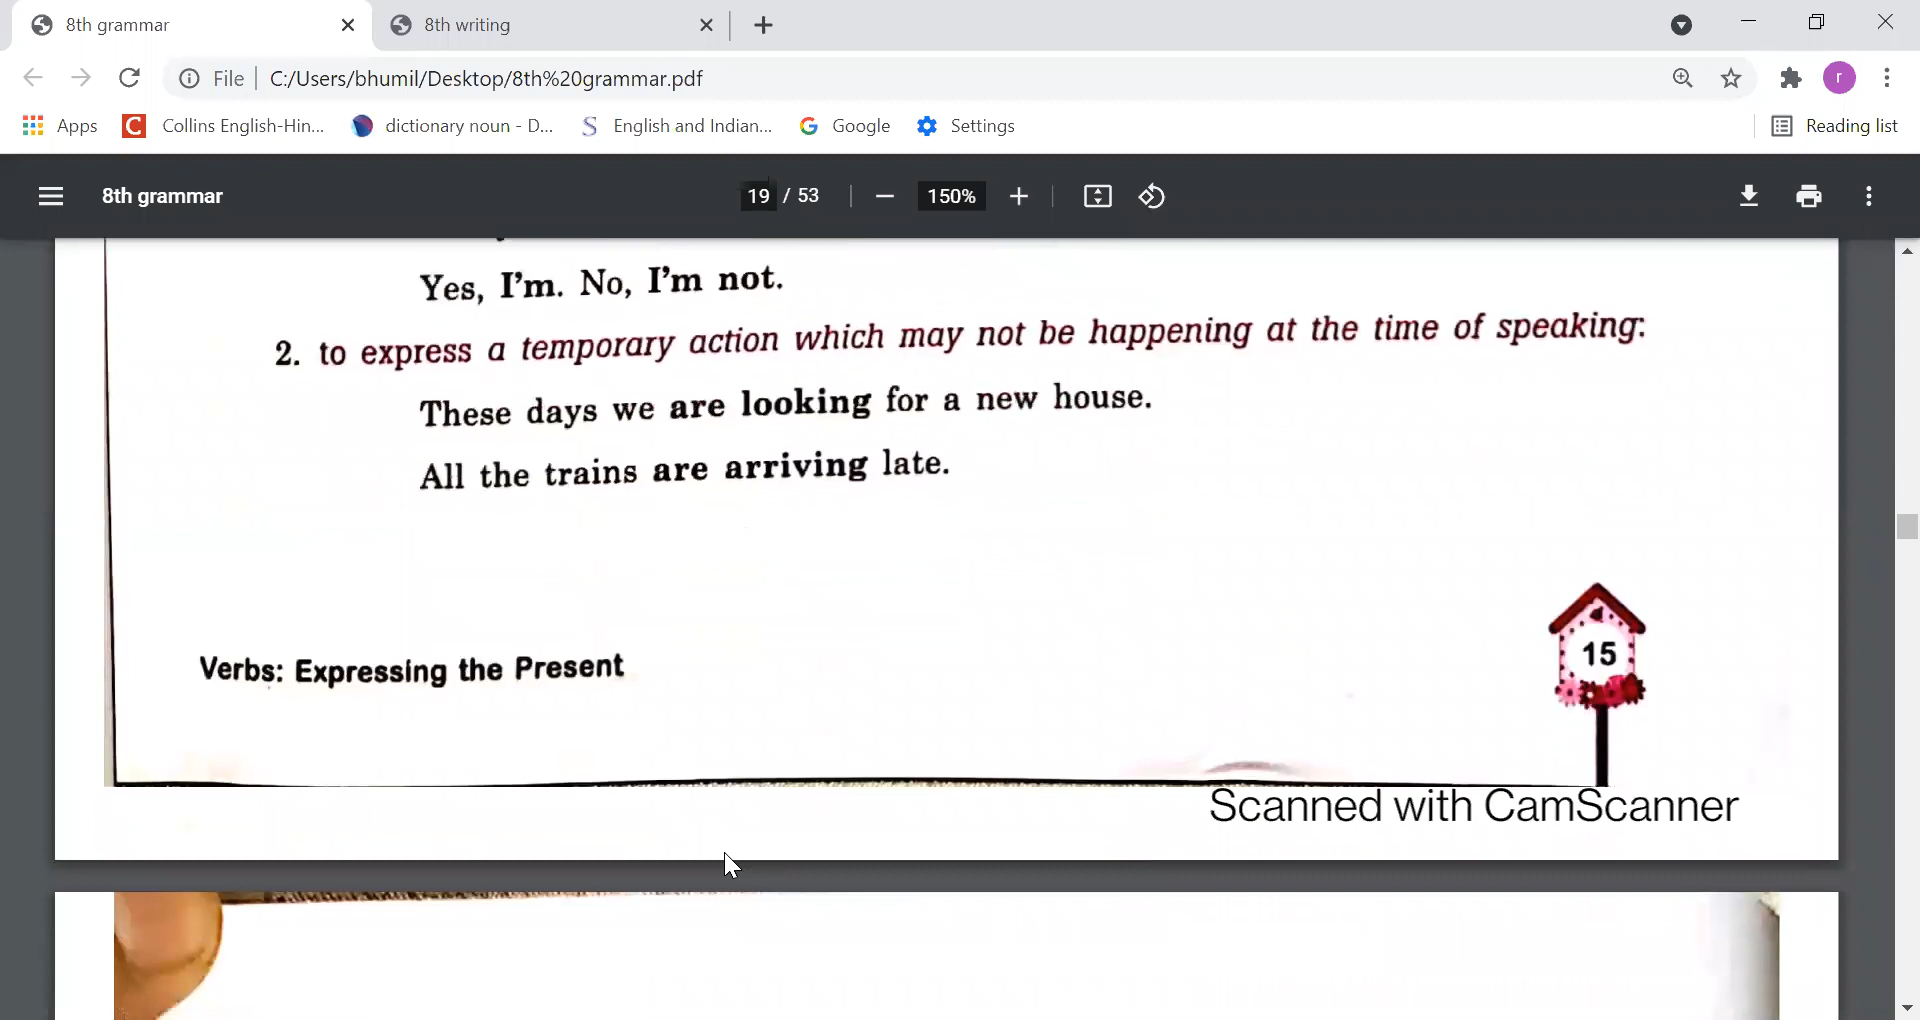 8th grammar
8th writing
File
C:/Users/bhumil/Desktop/8th%20grammar.pdf
r
Apps
Collins English-Hin...
dictionary noun - D...
English and Indian...
Google
Settings
Reading list
8th grammar
19 / 53
150%
Yes, I'm. No, I'm not.
2. to express a temporary action which may not be happening at the time of speaking:
These days we are looking for a new house.
All the trains are arriving late.
15
Verbs: Expressing the Present
Scanned with CamScanner